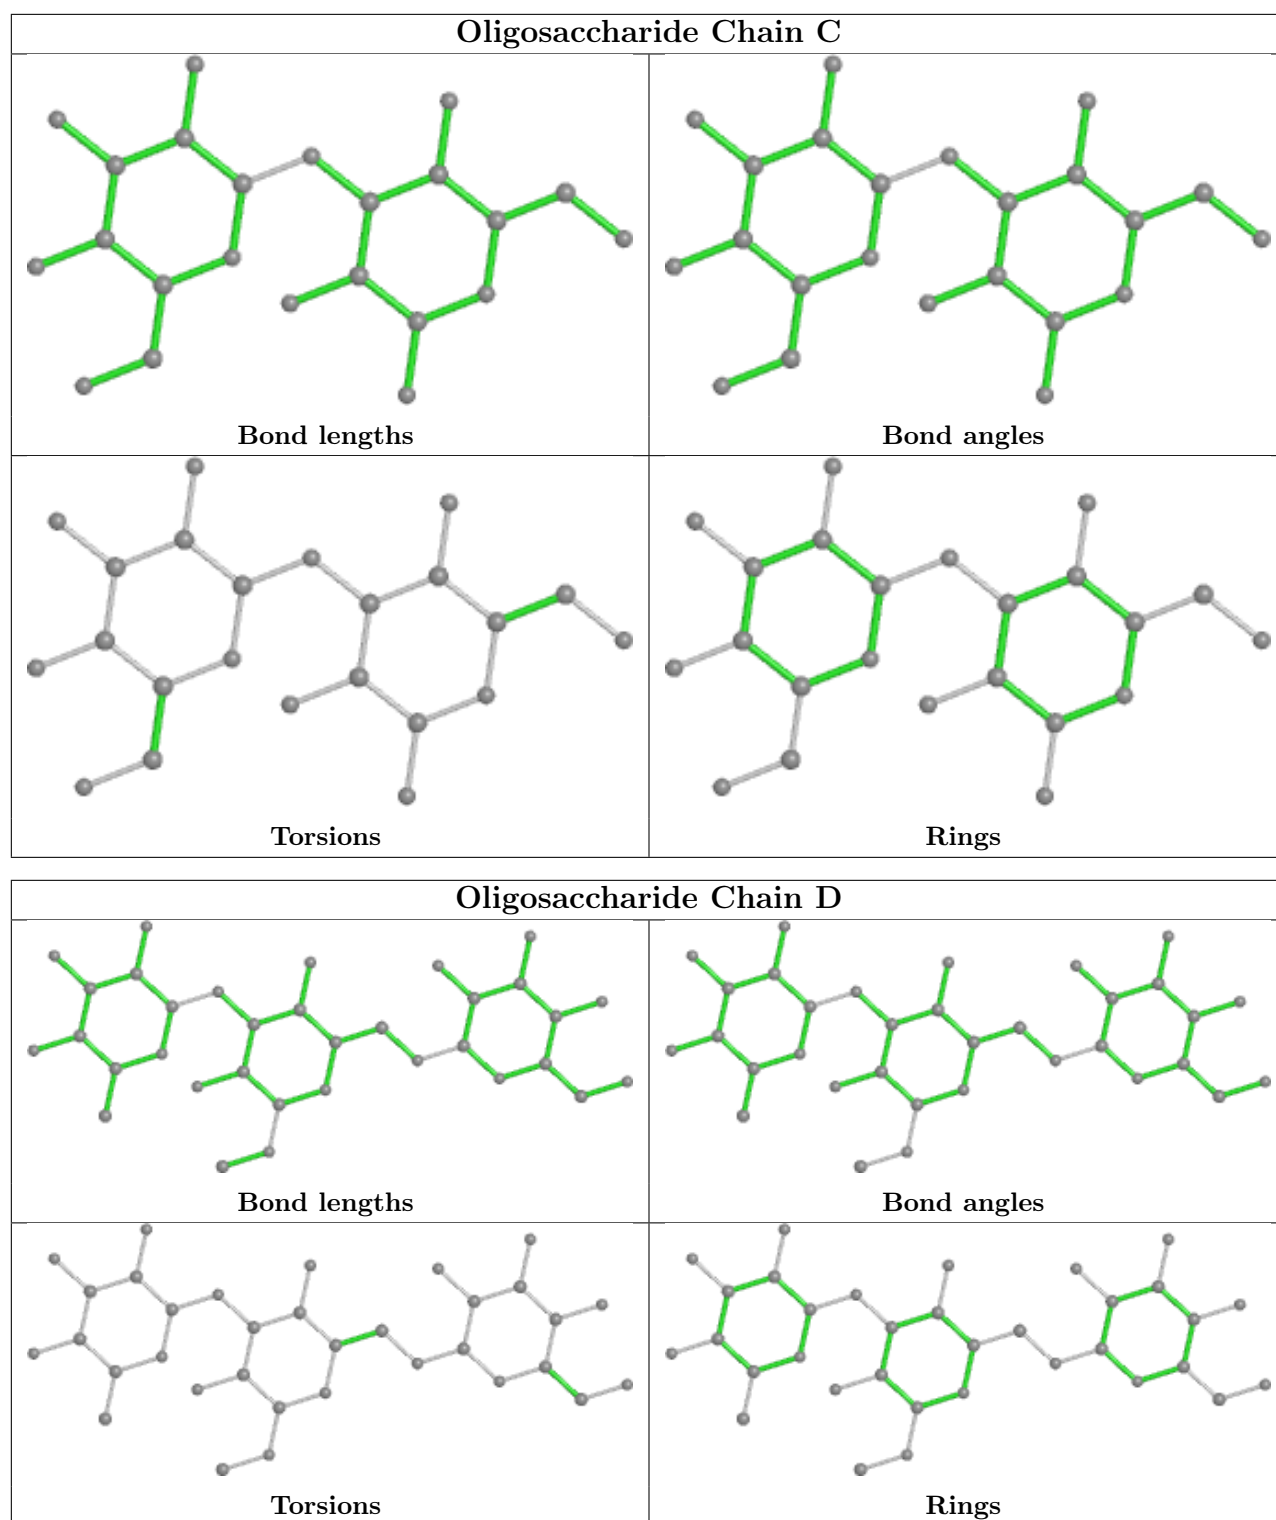 Oligosaccharide Chain C
Bond lengths
Bond angles
Torsions
Rings
Oligosaccharide Chain D
Bond lengths
Bond angles
Torsions
Rings